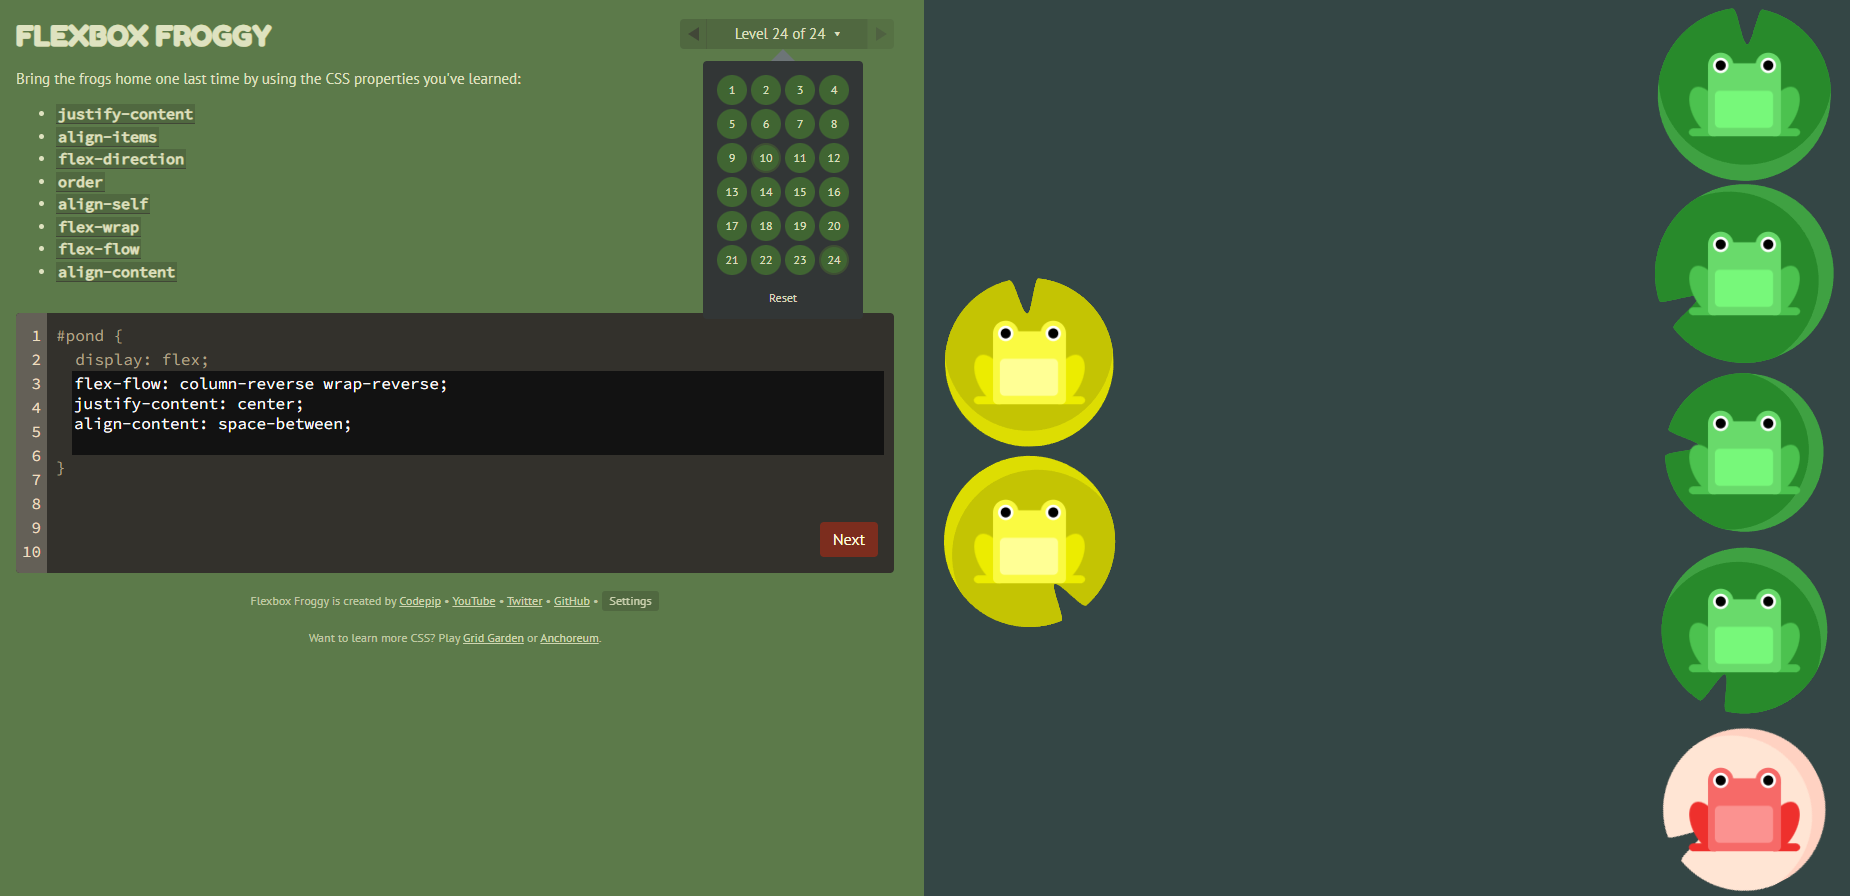 FLEXBOX FROGGY
Level 24 of 24
Bring the frogs home one last time by using the CSS properties you've learned:
justify-content
align-items
flex-direction
order
align-self
flex-wrap
flex-flow
align-content
1 2 3 4
5 6 7 8
9 10 11 12
13 14 15 16
17 18 19 20
21 22 23 24
Reset
1 #pond {
2 display: flex;
3 flex-flow: column-reverse wrap-reverse;
4 justify-content: center;
5 align-content: space-between;
6
7 }
8
9
10
Next
Flexbox Froggy is created by Codepip • YouTube • Twitter • GitHub • Settings
Want to learn more CSS? Play Grid Garden or Anchoreum.